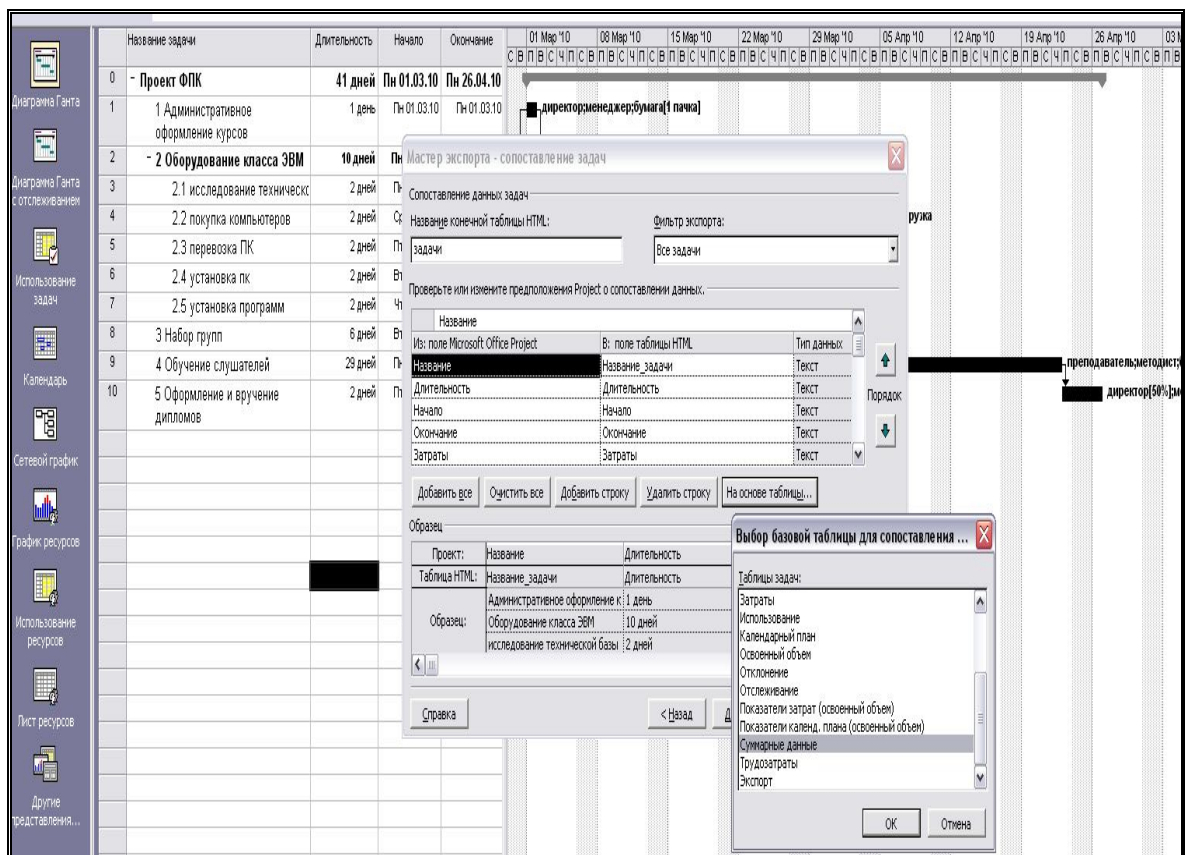 Название задачи Длительность Начало Окончание
01 Мар '10 08 Мар '10 15 Мар '10 22 Мар '10 29 Мар '10 05 Апр '10 12 Апр '10 19 Апр '10 26 Апр '10
С В П В С Ч П С В П В С Ч П С В П В С Ч П С В П В С Ч П С В П В С Ч П С В П В С Ч П С В П В С Ч П С В П В С Ч П С В П В С Ч П С В П В
0 - Проект ФПК 41 дней Пн 01.03.10 Пн 26.04.10
1 1 Административное 1 день Пн 01.03.10 Пн 01.03.10 директор;менеджер;бумага[1 пачка]
оформление курсов
2 - 2 Оборудование класса ЭВМ 10 дней Пн
3 2.1 исследование техническо 2 дней
4 2.2 покупка компьютеров 2 дней
5 2.3 перевозка ПК 2 дней
6 2.4 установка пк 2 дней
7 2.5 установка программ 2 дней
8 3 Набор групп 6 дней
9 4 Обучение слушателей 29 дней преподаватель;методист;
10 5 Оформление и вручение 2 дней директор[50%];
дипломов
Диаграмма Ганта
Диаграмма Ганта
с отслеживанием
Использование
задач
Календарь
Сетевой график
График ресурсов
Использование
ресурсов
Лист ресурсов
Другие
представления...
Мастер экспорта - сопоставление задач
Сопоставление данных задач
Название конечной таблицы HTML: Фильтр экспорта:
задачи Все задачи
Проверьте или измените предположения Project о сопоставлении данных.
Название
Из: поле Microsoft Office Project В: поле таблицы HTML Тип данных
Название Название_задачи Текст
Длительность Длительность Текст
Начало Начало Текст
Окончание Окончание Текст
Затраты Затраты Текст
Порядок
Добавить все Очистить все Добавить строку Удалить строку На основе таблицы...
Образец
Проект: Название Длительность
Таблица HTML: Название_задачи Длительность
Образец:
Административное оформление к 1 день
Оборудование класса ЭВМ 10 дней
исследование технической базы 2 дней
Справка < Назад
Выбор базовой таблицы для сопоставления ...
Таблицы задач:
Затраты
Использование
Календарный план
Освоенный объем
Отклонение
Отслеживание
Показатели затрат (освоенный объем)
Показатели календ. плана (освоенный объем)
Суммарные данные
Трудозатраты
Экспорт
ОК Отмена